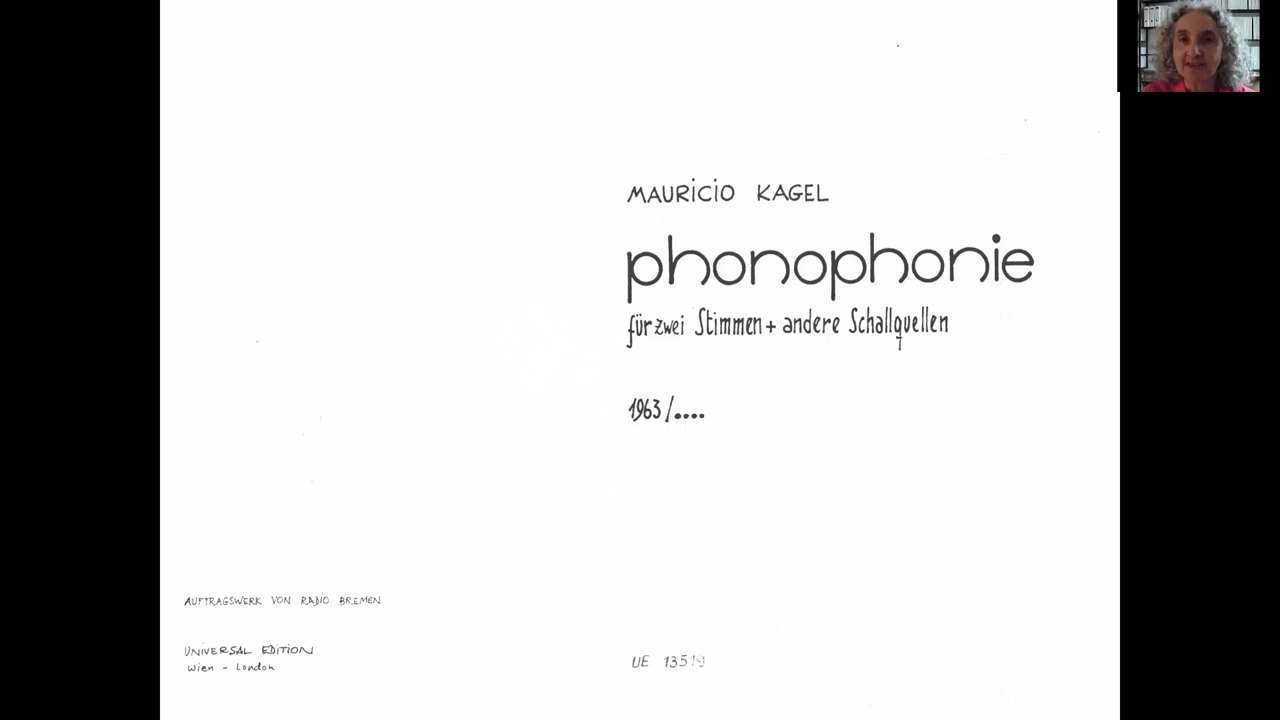 MAURICIO KAGEL
phonophonie
für zwei Stimmen + andere Schallquellen
1963/....
AUFTRAGSWERK VON RADIO BREMEN
UNIVERSAL EDITION
Wien - London
UE 13519